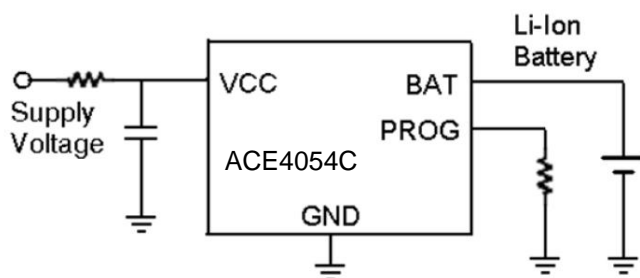 Li-Ion
Battery
VCC
BAT
Supply
Voltage
PROG
ACE4054C
GND